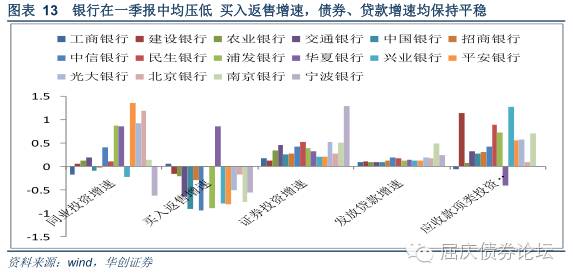 图表 13 银行在一季报中均压低 买入返售增速，债券、贷款增速均保持平稳
工商银行 建设银行 农业银行 交通银行 中国银行 招商银行
中信银行 民生银行 浦发银行 华夏银行 兴业银行 平安银行
光大银行 北京银行 南京银行 宁波银行
1.5
1
0.5
0
-0.5
-1
-1.5
同业投资增速
买入返售增速
证券投资增速
发放贷款增速
应收款项类投资…
资料来源：wind，华创证券
屈庆债券论坛